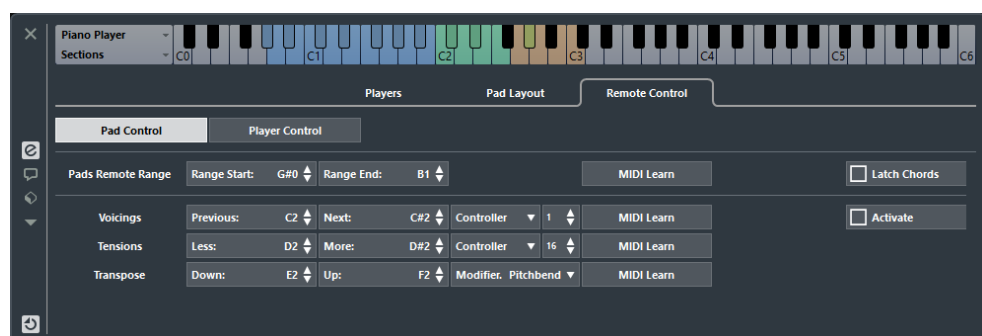 Piano Player
Sections
C0 C1 C2 C3 C4 C5 C6
Players Pad Layout Remote Control
Pad Control Player Control
Pads Remote Range Range Start: G#0 Range End: B1 MIDI Learn Latch Chords
Voicings Previous: C2 Next: C#2 Controller 1 MIDI Learn Activate
Tensions Less: D2 More: D#2 Controller 16 MIDI Learn
Transpose Down: E2 Up: F2 Modifier. Pitchbend MIDI Learn